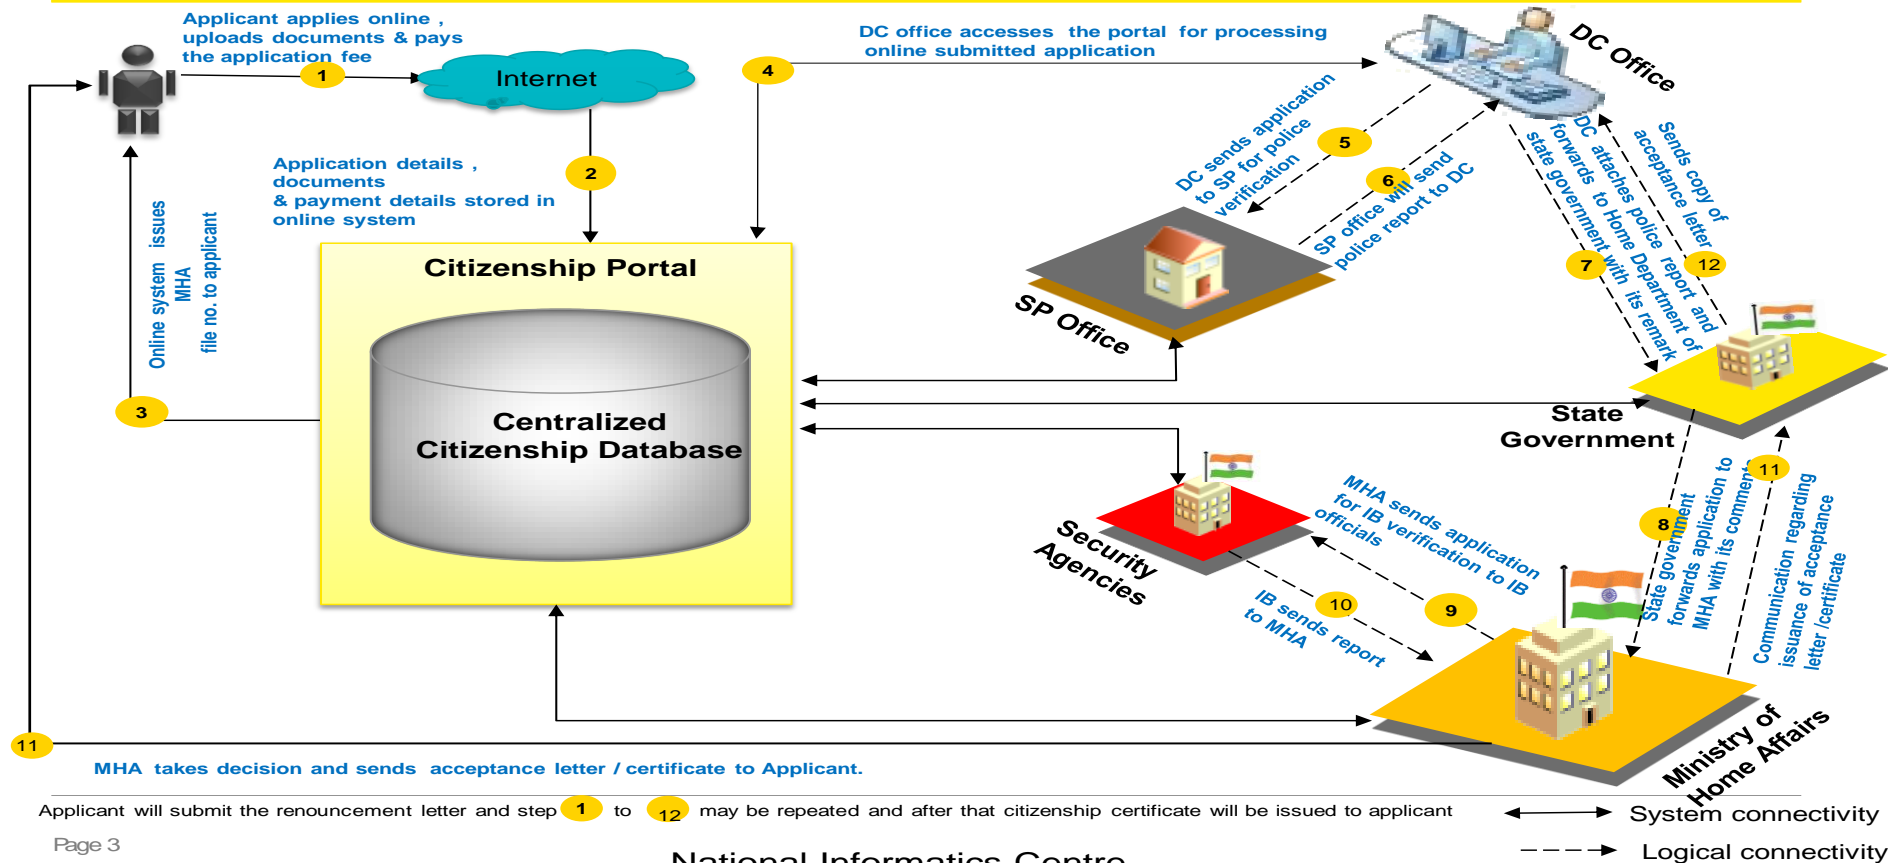 Applicant applies online ,
uploads documents & pays
the application fee
1
Internet
4
DC office accesses the portal for processing
online submitted application
DC Office
Application details ,
documents
& payment details stored in
online system
2
DC sends application
to SP for police
verification
5
6
SP office will send
police report to DC
DC attaches police report and
forwards to Home Department of
state government with its remark
7
Sends copy of
acceptance letter
12
Online system issues
MHA
file no. to applicant
3
Citizenship Portal
Centralized
Citizenship Database
SP Office
State
Government
Security
Agencies
MHA sends application
for IB verification to IB
officials
9
10
IB sends report
to MHA
8
State government
forwards application to
MHA with its comments
11
Communication regarding
issuance of acceptance
letter /certificate
Ministry of
Home Affairs
11
MHA takes decision and sends acceptance letter / certificate to Applicant.
Applicant will submit the renouncement letter and step 1 to 12 may be repeated and after that citizenship certificate will be issued to applicant
System connectivity
Logical connectivity
Page 3
National Informatics Centre